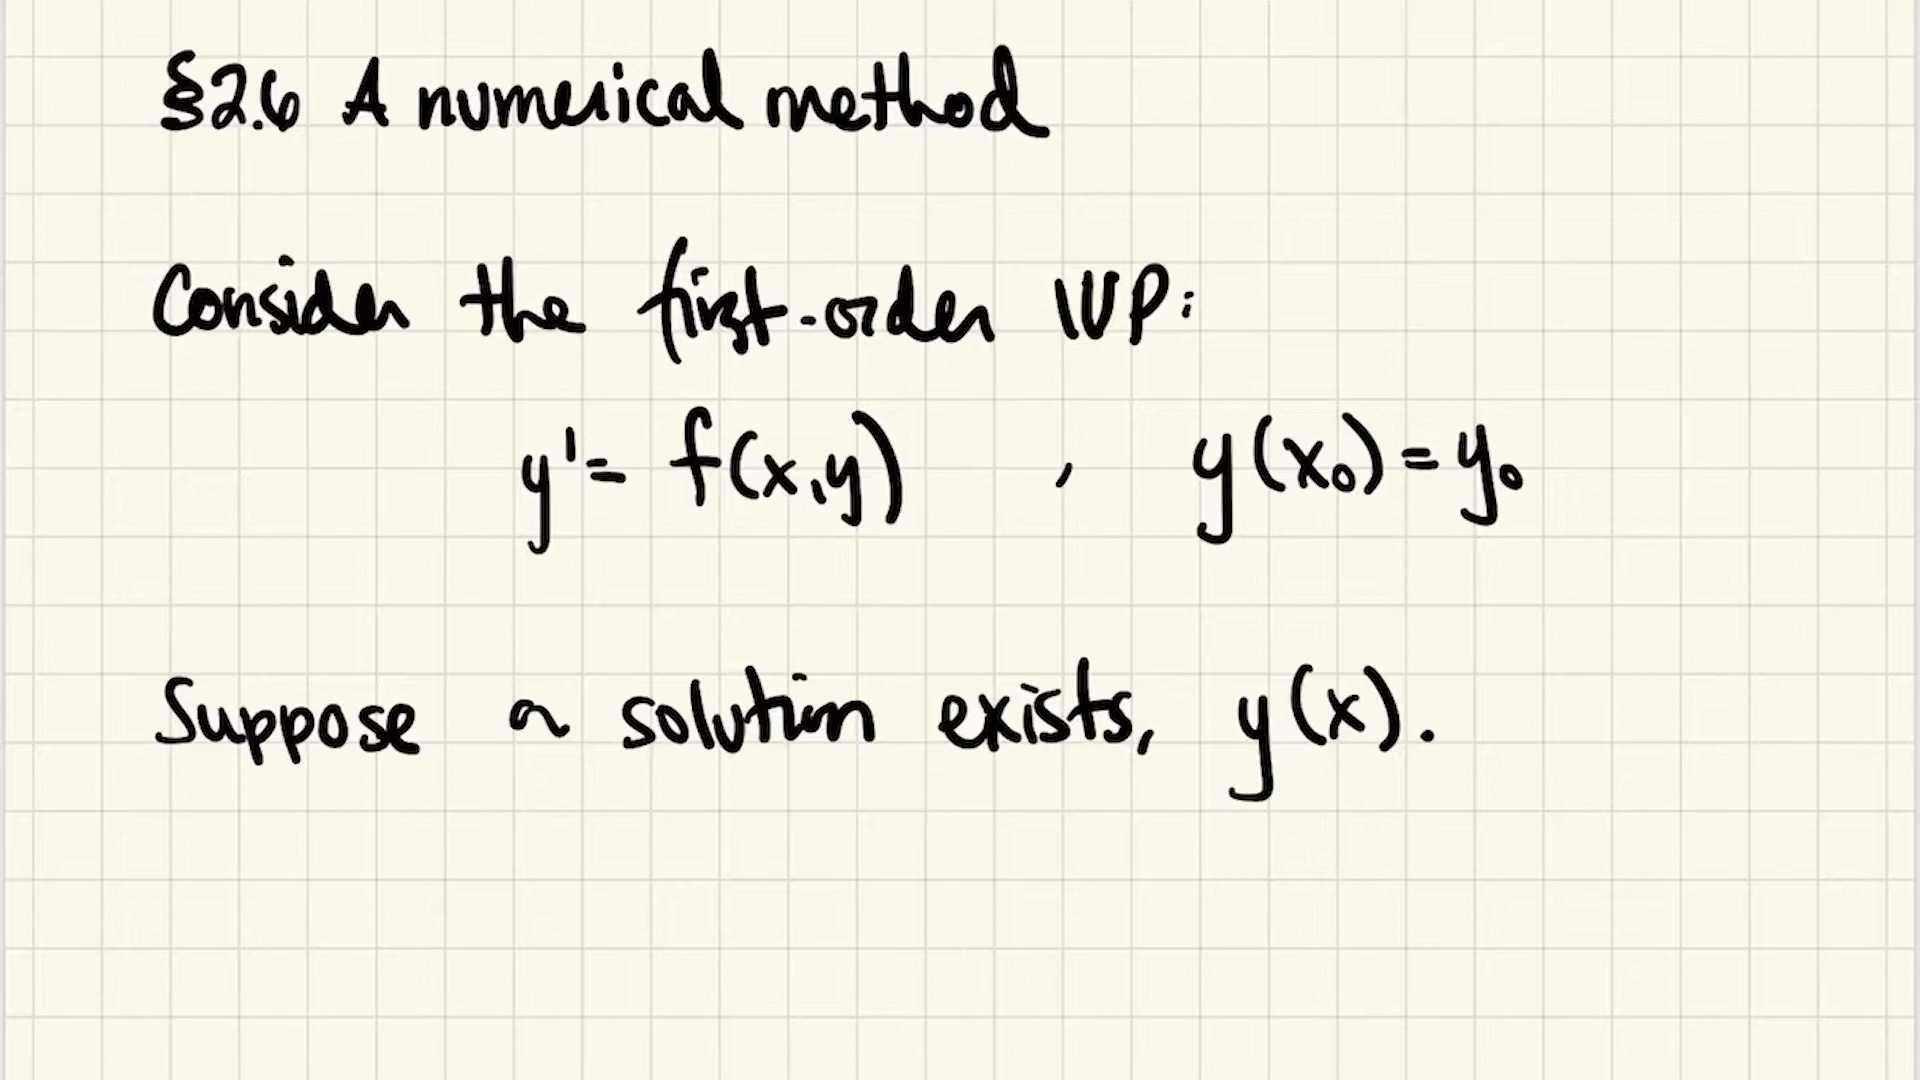 §2.6 A numerical method
Consider the first-order IVP:
y' = f(x,y) , y(x₀) = y₀
Suppose a solution exists, y(x).